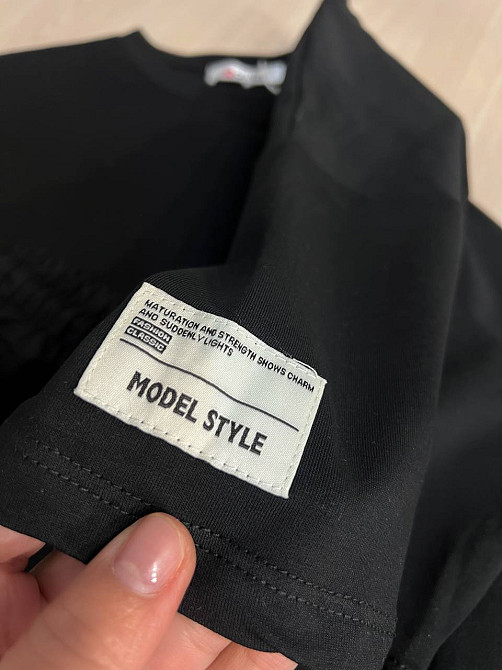 MATURATION AND STRENGTH SHOWS CHARM
AND SUDDENLY LIGHTS
FASHION
CLASSIC
MODEL STYLE